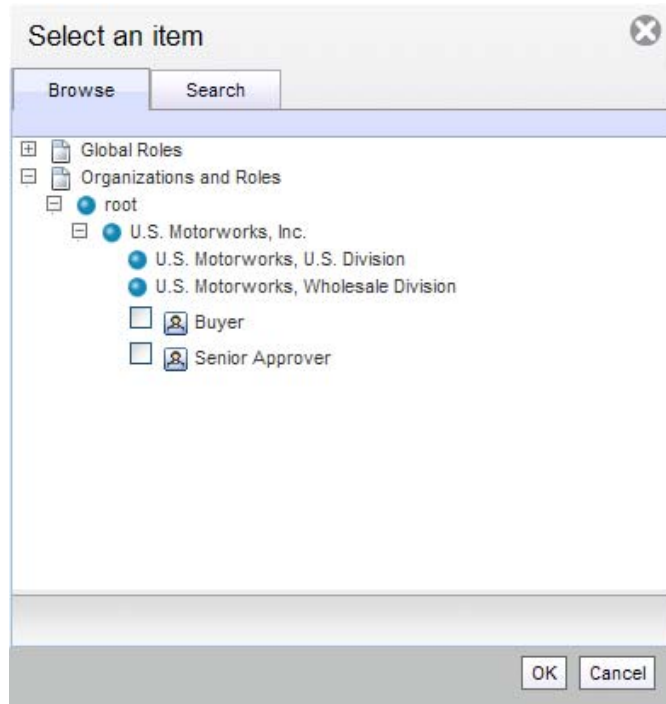 Select an item
Browse Search
Global Roles
Organizations and Roles
root
U.S. Motorworks, Inc.
U.S. Motorworks, U.S. Division
U.S. Motorworks, Wholesale Division
Buyer
Senior Approver
OK Cancel